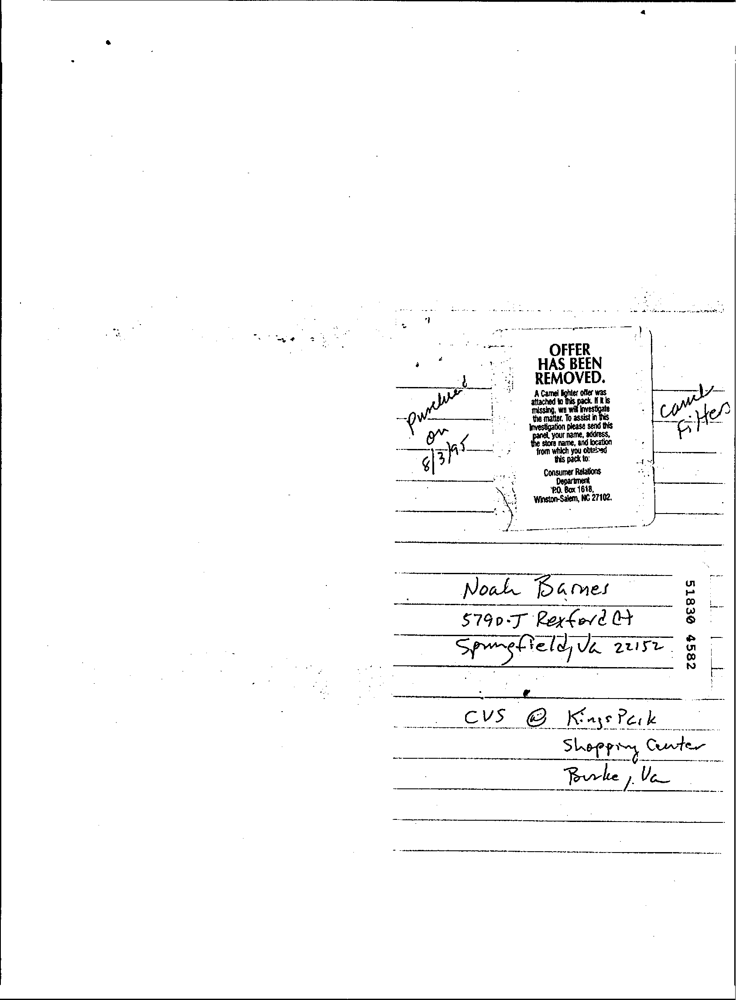 OFFER
HAS BEEN
REMOVED.
A Camel lighter offer was
attached to this pack. If it is
missing, we will investigate
the matter. To assist in this
investigation please send this
panel, your name, address,
the store name, and location
from which you obtained
this pack to:
Consumer Relations
Department
P.O. Box 1618,
Winston-Salem, NC 27102.
Purchased
on
8/3/95
Camel
Filters
Noah Barnes
5790-J Rexford Ct
Springfield, Va 22152
51830 4582
CVS @ Kings Park
Shopping Center
Burke, Va